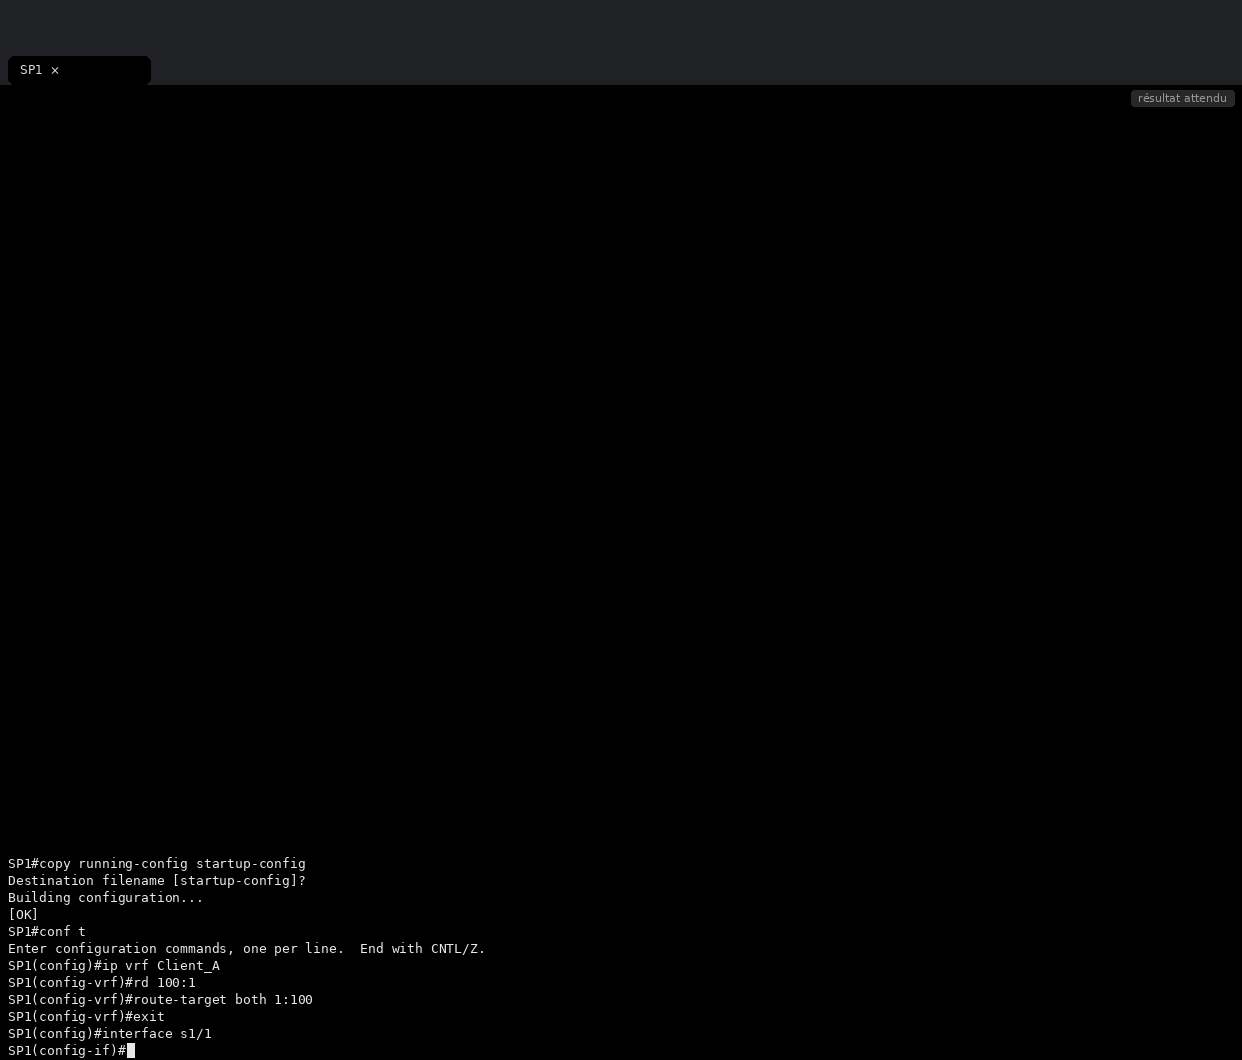 SP1 ×
résultat attendu
SP1#copy running-config startup-config
Destination filename [startup-config]?
Building configuration...
[OK]
SP1#conf t
Enter configuration commands, one per line.  End with CNTL/Z.
SP1(config)#ip vrf Client_A
SP1(config-vrf)#rd 100:1
SP1(config-vrf)#route-target both 1:100
SP1(config-vrf)#exit
SP1(config)#interface s1/1
SP1(config-if)#